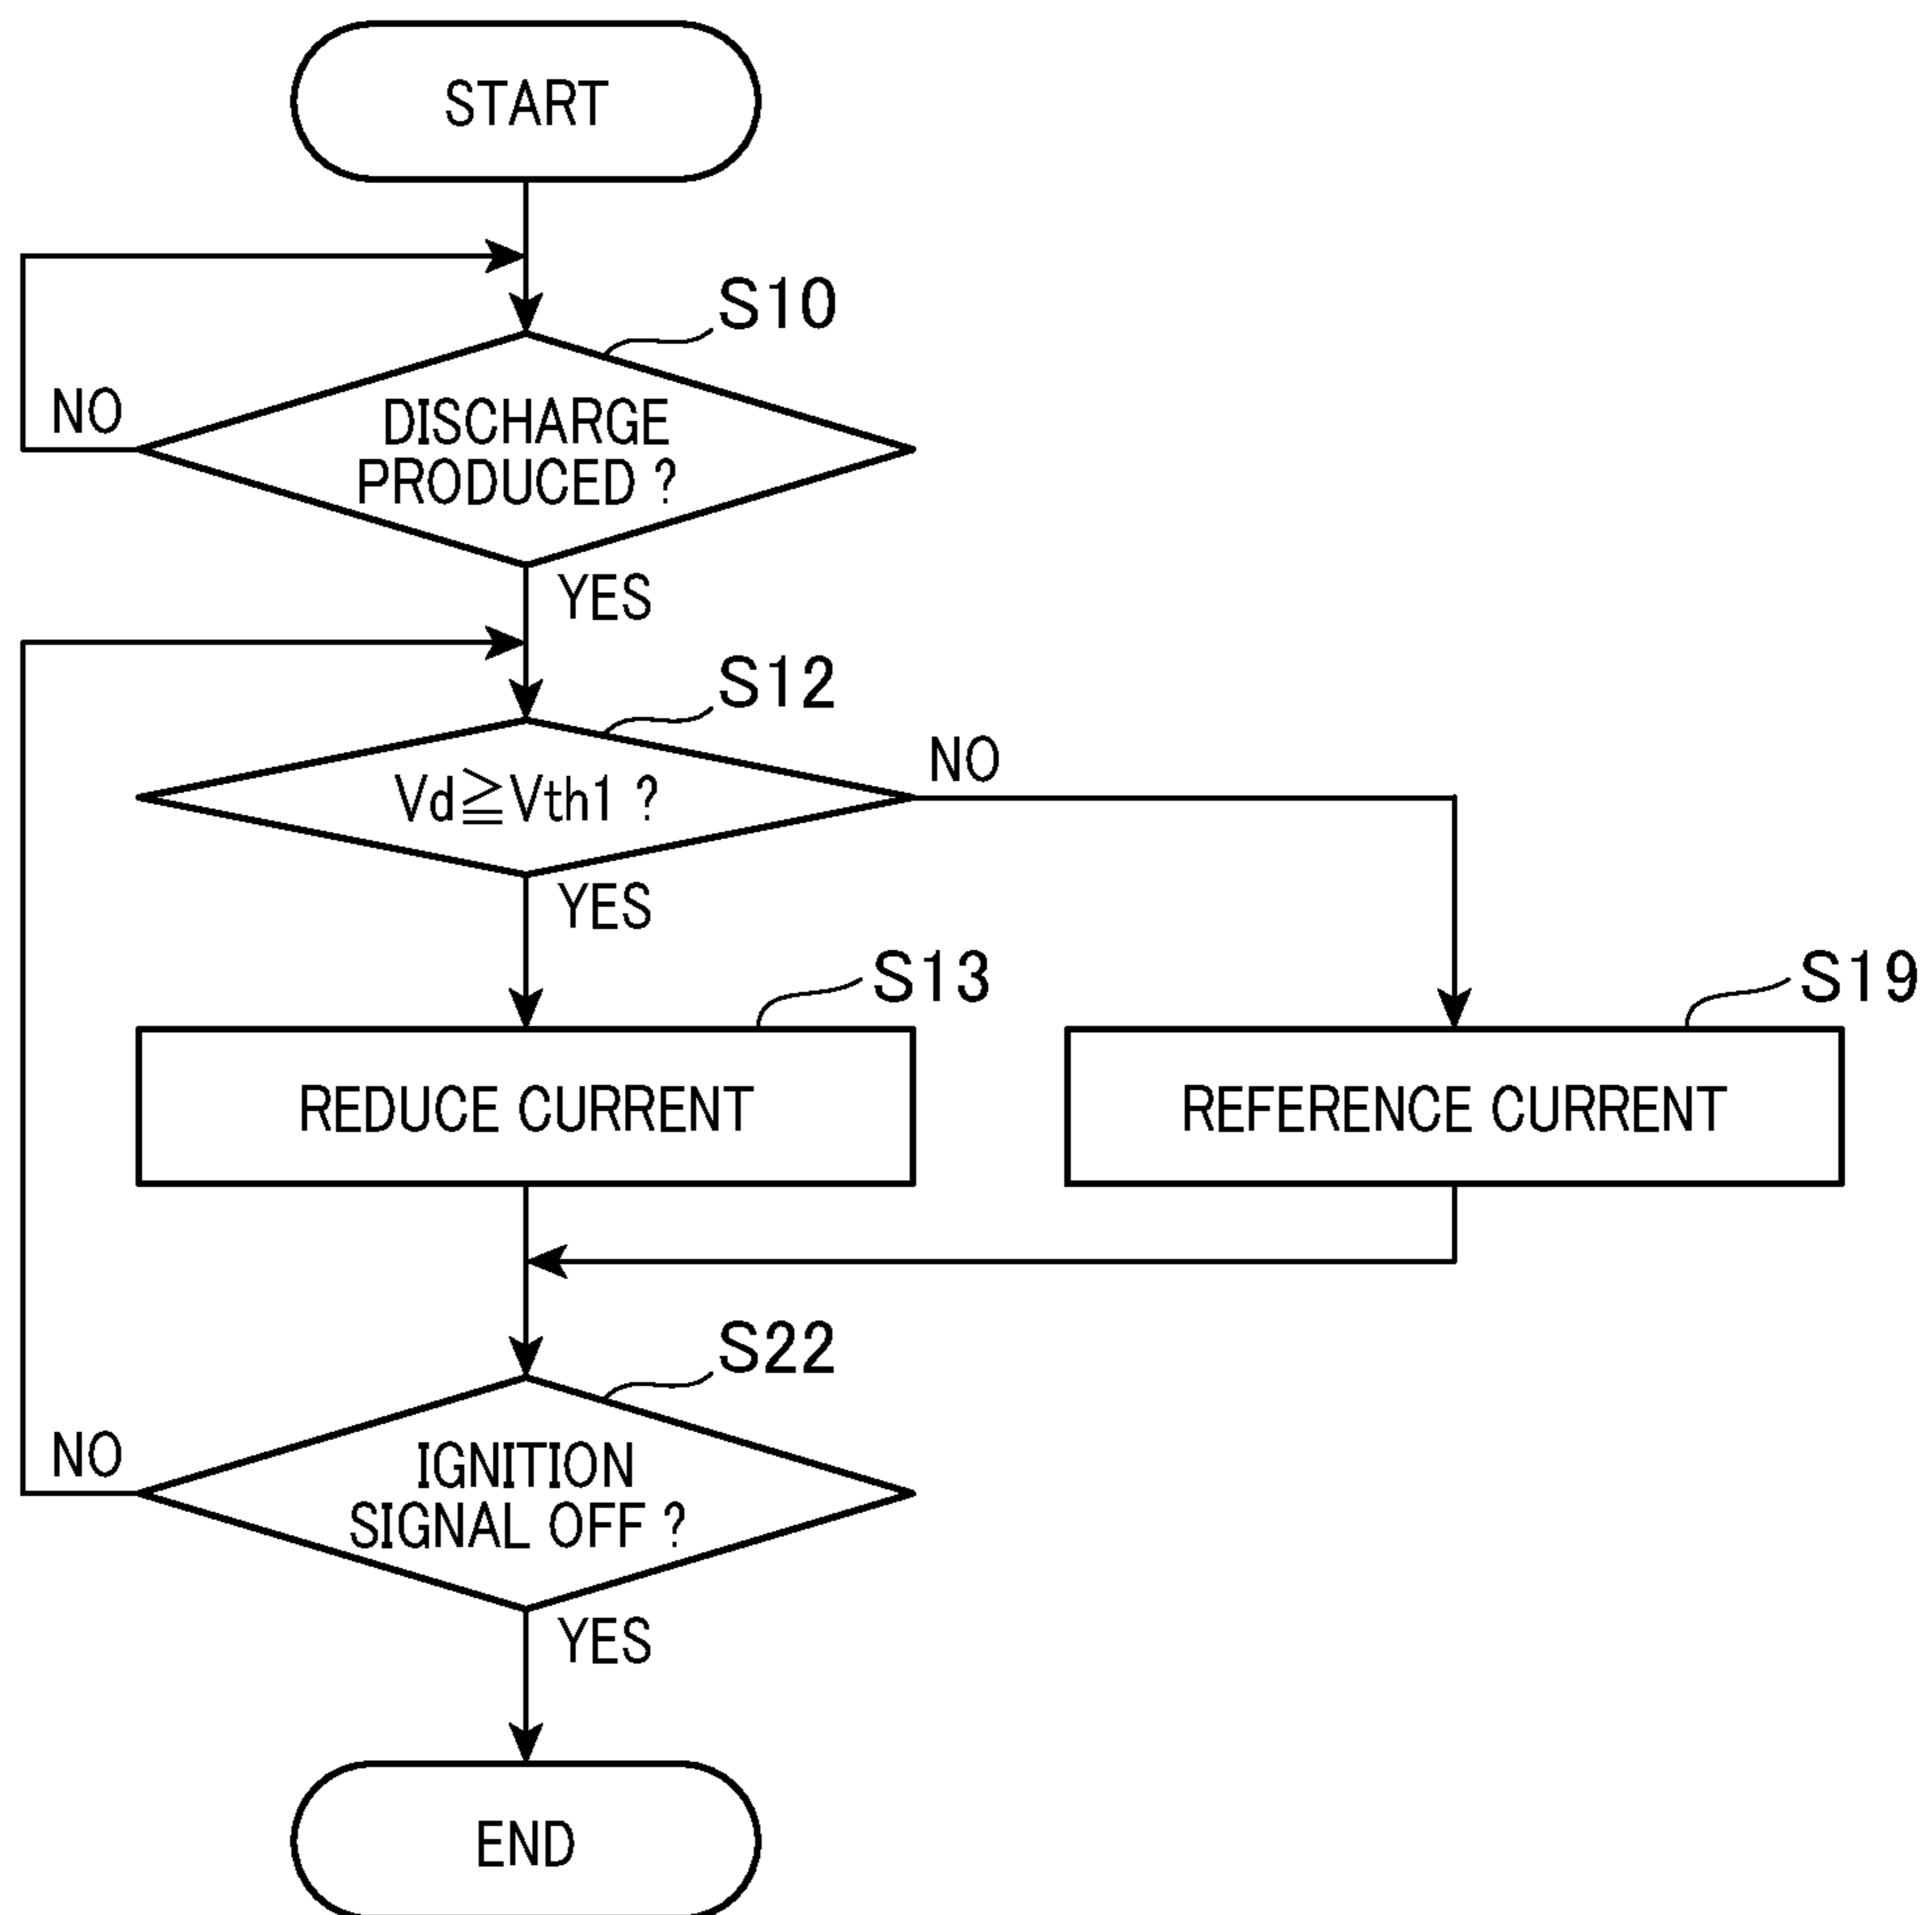 START
S10
NO
DISCHARGE
PRODUCED ?
YES
S12
NO
Vd≧Vth1 ?
YES
S13
S19
REDUCE CURRENT
REFERENCE CURRENT
S22
NO
IGNITION
SIGNAL OFF ?
YES
END